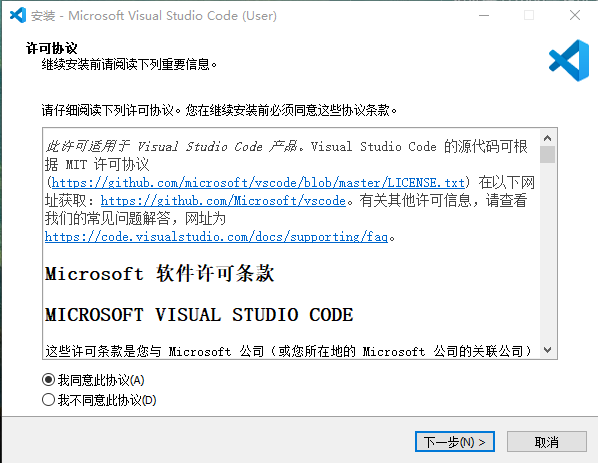 安装 - Microsoft Visual Studio Code (User)
许可协议
继续安装前请阅读下列重要信息。
请仔细阅读下列许可协议。您在继续安装前必须同意这些协议条款。
此许可适用于 Visual Studio Code 产品。Visual Studio Code 的源代码可根
据 MIT 许可协议
(https://github.com/microsoft/vscode/blob/master/LICENSE.txt) 在以下网
址获取：https://github.com/Microsoft/vscode。有关其他许可信息，请查看
我们的常见问题解答，网址为
https://code.visualstudio.com/docs/supporting/faq。
Microsoft 软件许可条款
MICROSOFT VISUAL STUDIO CODE
这些许可条款是您与 Microsoft 公司（或您所在地的 Microsoft 公司的关联公司）
我同意此协议(A)
我不同意此协议(D)
下一步(N) >
取消